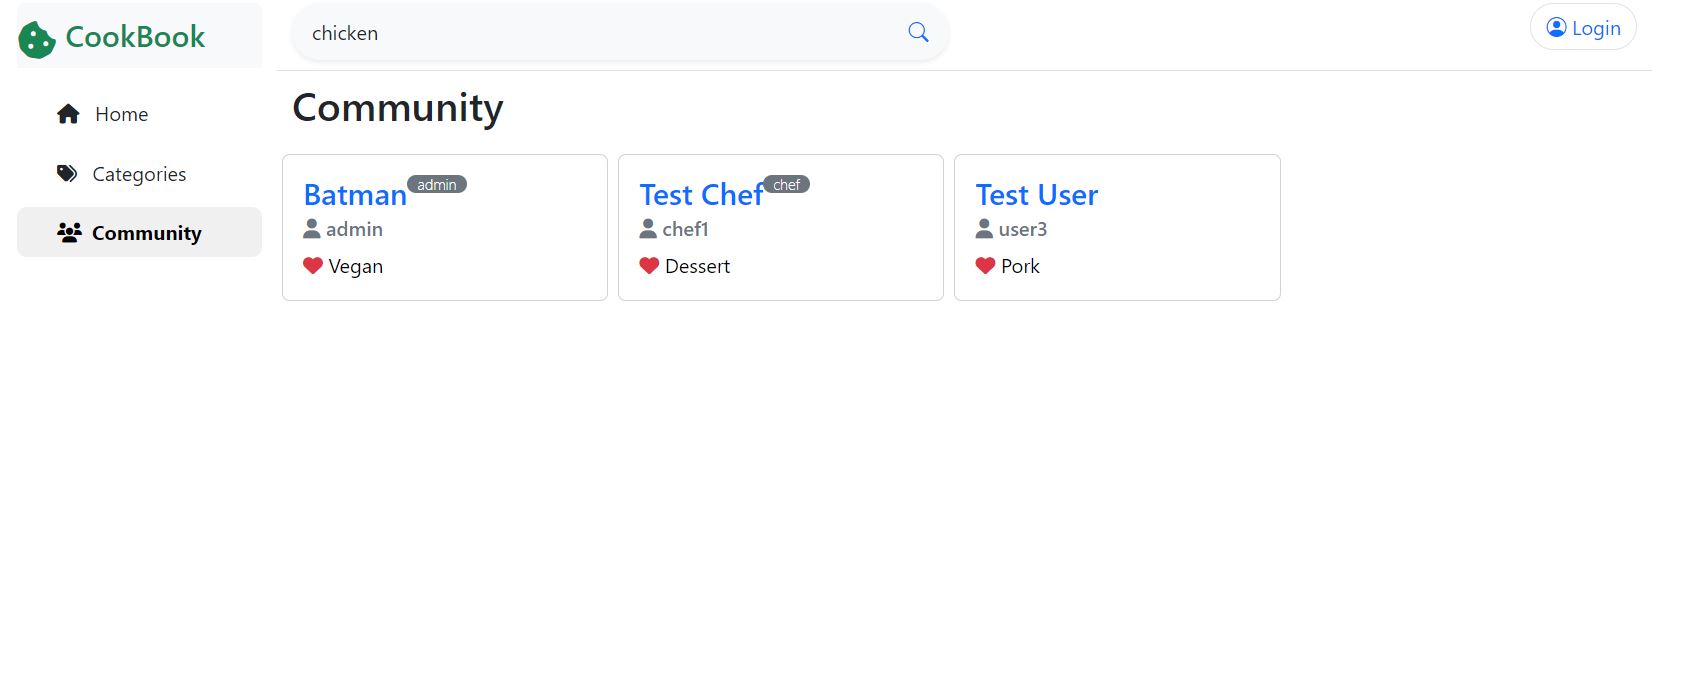 CookBook
chicken
Login
Home
Categories
Community
Community
Batman admin
admin
Vegan
Test Chef chef
chef1
Dessert
Test User
user3
Pork